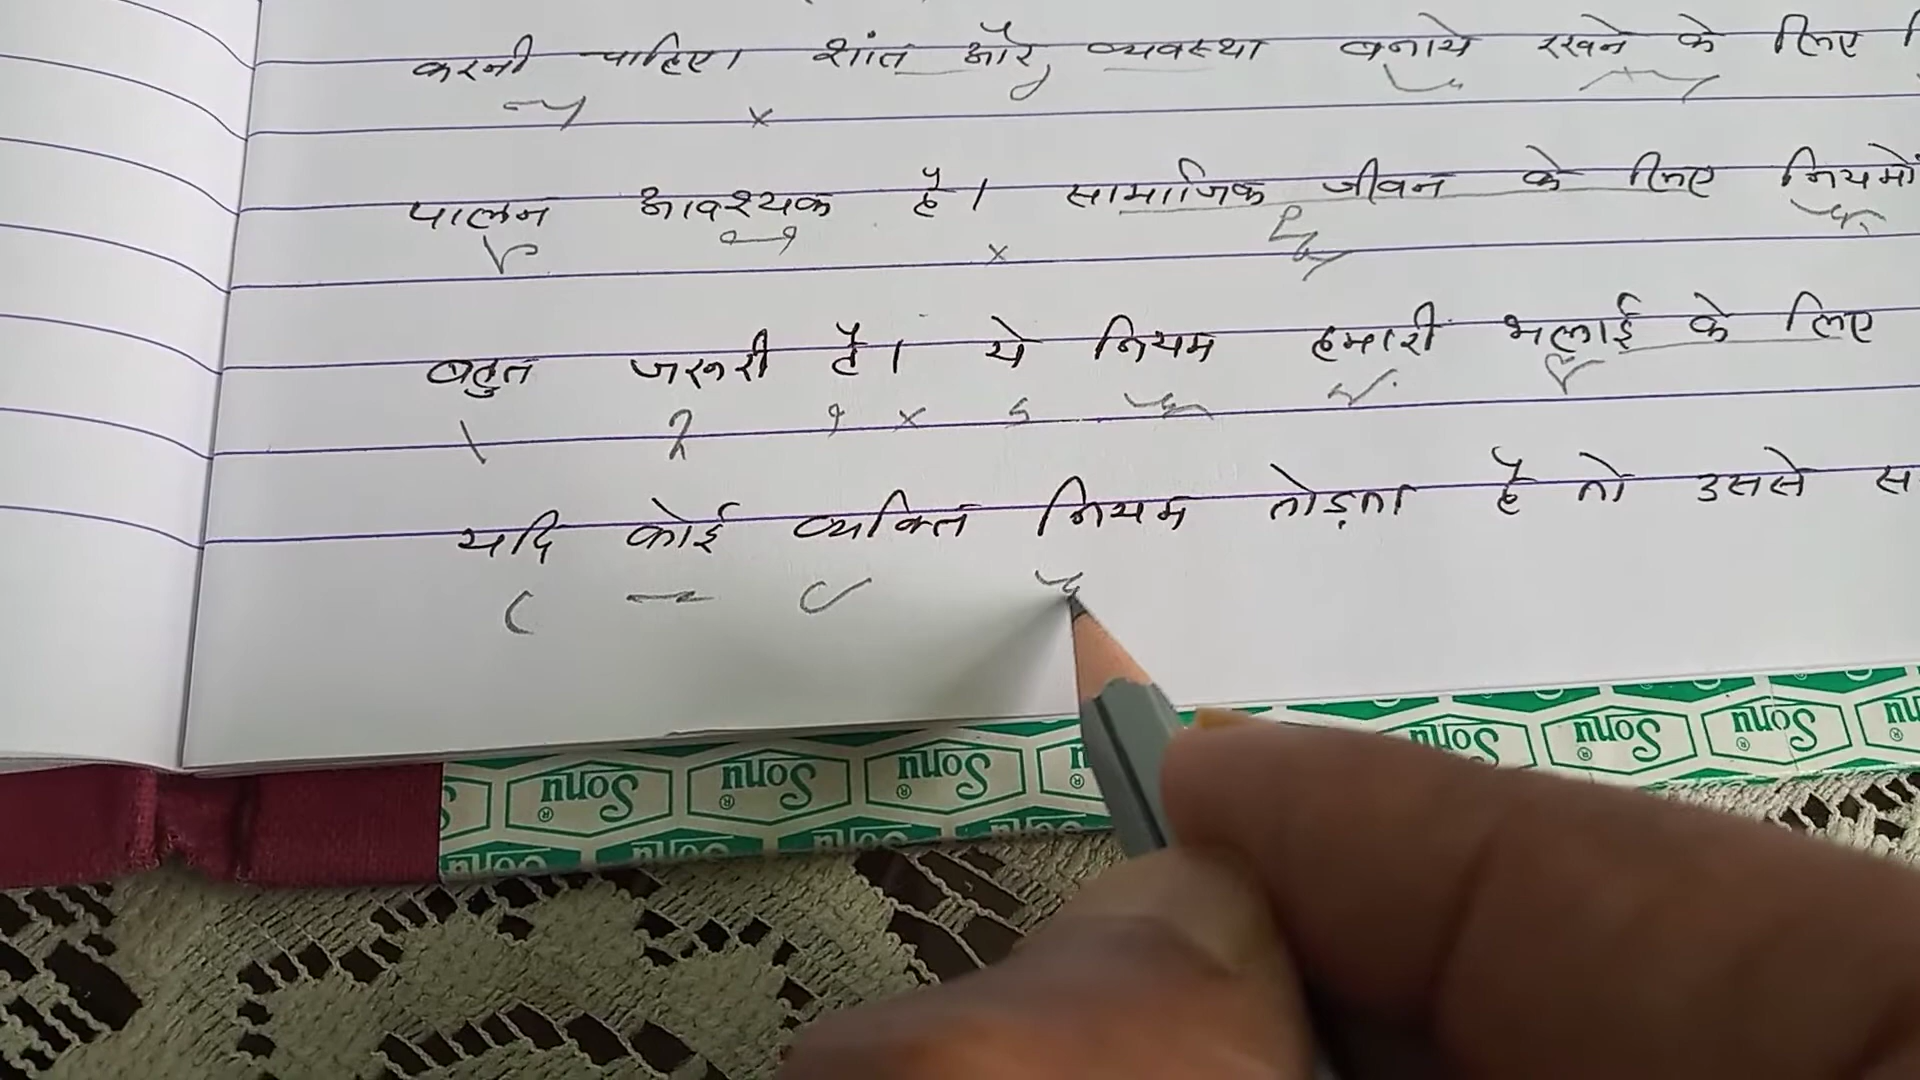 करनी चाहिए। शांत और व्यवस्था बनाये रखने के लिए
पालन आवश्यक है। सामाजिक जीवन के लिए नियमों
बहुत जरूरी है। ये नियम हमारी भलाई के लिए
यदि कोई व्यक्ति नियम तोड़ता है तो उससे स
Sonu Sonu Sonu Sonu Sonu Sonu